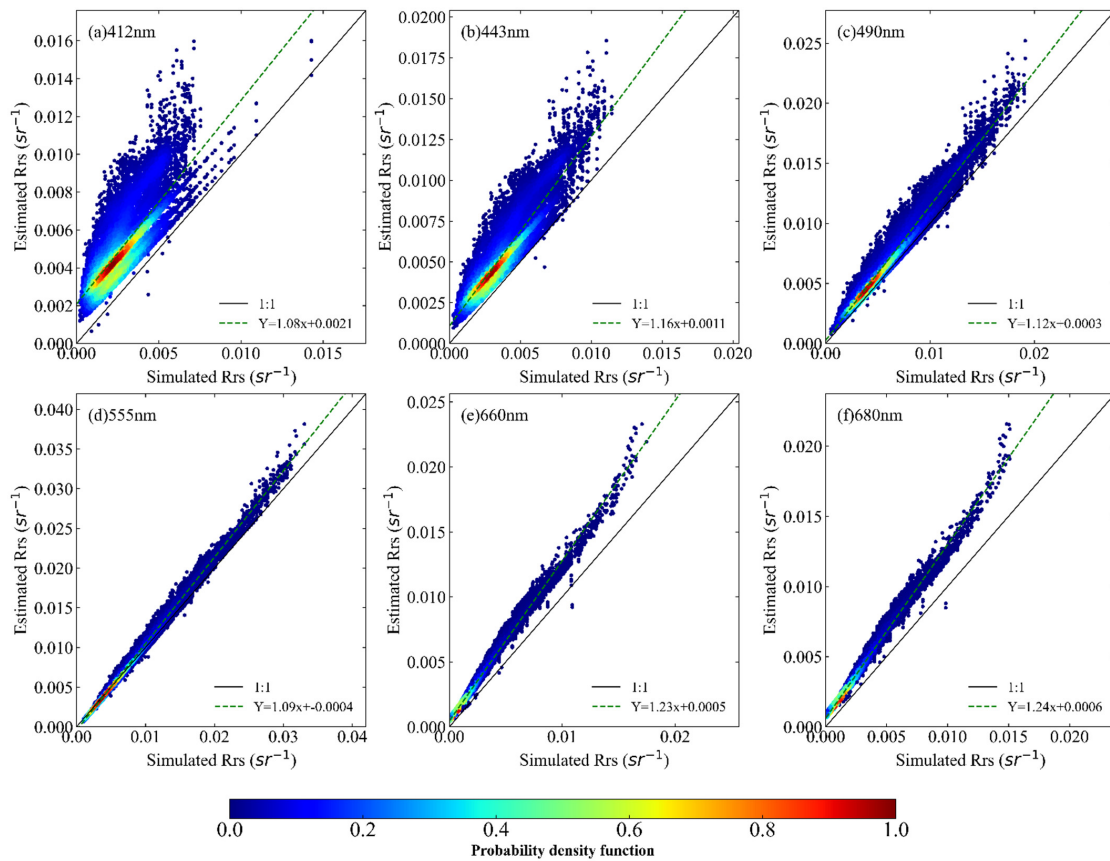 (a)412nm
Estimated Rrs (sr⁻¹)
0.016
0.014
0.012
0.010
0.008
0.006
0.004
0.002
0.000
1:1
Y=1.08x+0.0021
0.000 0.005 0.010 0.015
Simulated Rrs (sr⁻¹)
(b)443nm
Estimated Rrs (sr⁻¹)
0.0200
0.0175
0.0150
0.0125
0.0100
0.0075
0.0050
0.0025
0.000
1:1
Y=1.16x+0.0011
0.000 0.005 0.010 0.015 0.020
Simulated Rrs (sr⁻¹)
(c)490nm
Estimated Rrs (sr⁻¹)
0.025
0.020
0.015
0.010
0.005
0.000
1:1
Y=1.12x+0.0003
0.00 0.01 0.02
Simulated Rrs (sr⁻¹)
(d)555nm
Estimated Rrs (sr⁻¹)
0.040
0.035
0.030
0.025
0.020
0.015
0.010
0.005
0.000
1:1
Y=1.09x+-0.0004
0.00 0.01 0.02 0.03 0.04
Simulated Rrs (sr⁻¹)
(e)660nm
Estimated Rrs (sr⁻¹)
0.025
0.020
0.015
0.010
0.005
0.000
1:1
Y=1.23x+0.0005
0.00 0.01 0.02
Simulated Rrs (sr⁻¹)
(f)680nm
Estimated Rrs (sr⁻¹)
0.020
0.015
0.010
0.005
0.000
1:1
Y=1.24x+0.0006
0.000 0.005 0.010 0.015 0.020
Simulated Rrs (sr⁻¹)
0.0 0.2 0.4 0.6 0.8 1.0
Probability density function